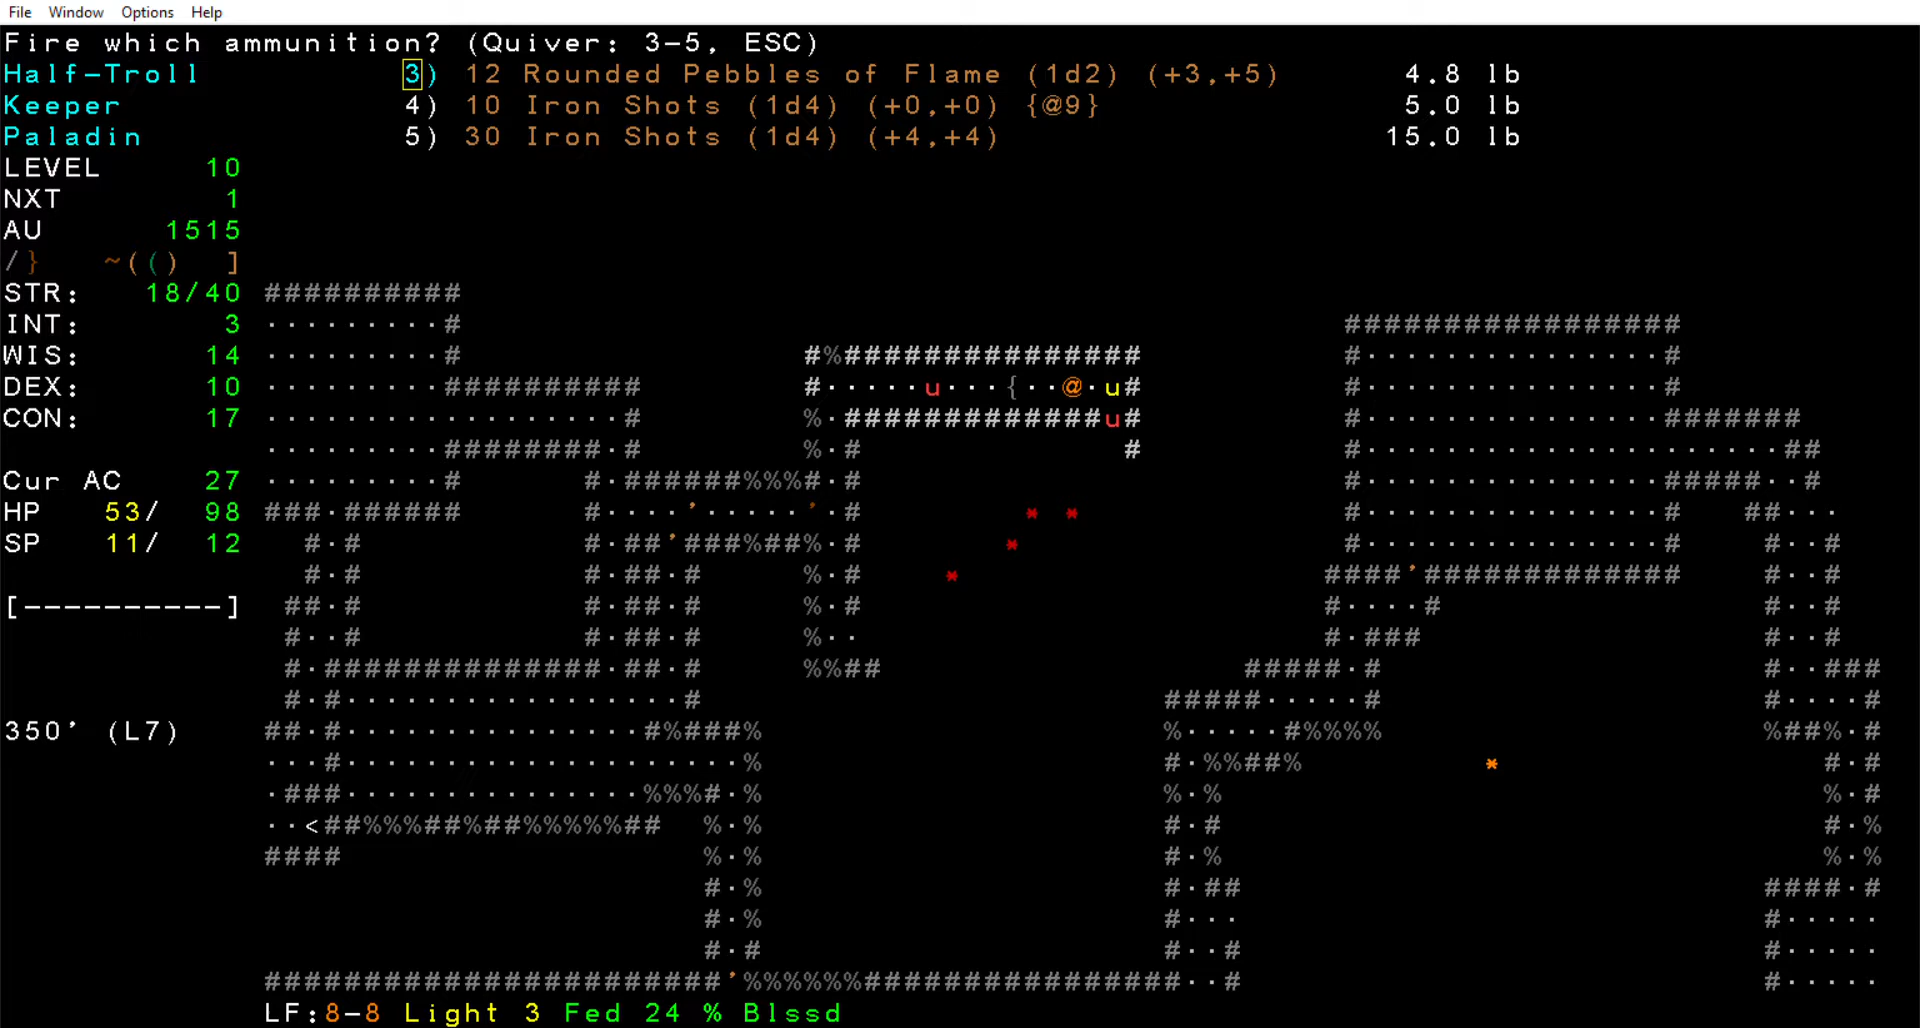 File Window Options Help
Fire which ammunition? (Quiver: 3-5, ESC)
Half-Troll 3) 12 Rounded Pebbles of Flame (1d2) (+3,+5) 4.8 lb
Keeper 4) 10 Iron Shots (1d4) (+0,+0) {@9} 5.0 lb
Paladin 5) 30 Iron Shots (1d4) (+4,+4) 15.0 lb
LEVEL 10
NXT 1
AU 1515
/} ~(() ]
STR: 18/40
INT: 3
WIS: 14
DEX: 10
CON: 17
Cur AC 27
HP 53/ 98
SP 11/ 12
[----------]
350' (L7)
LF:8-8 Light 3 Fed 24 % Blssd